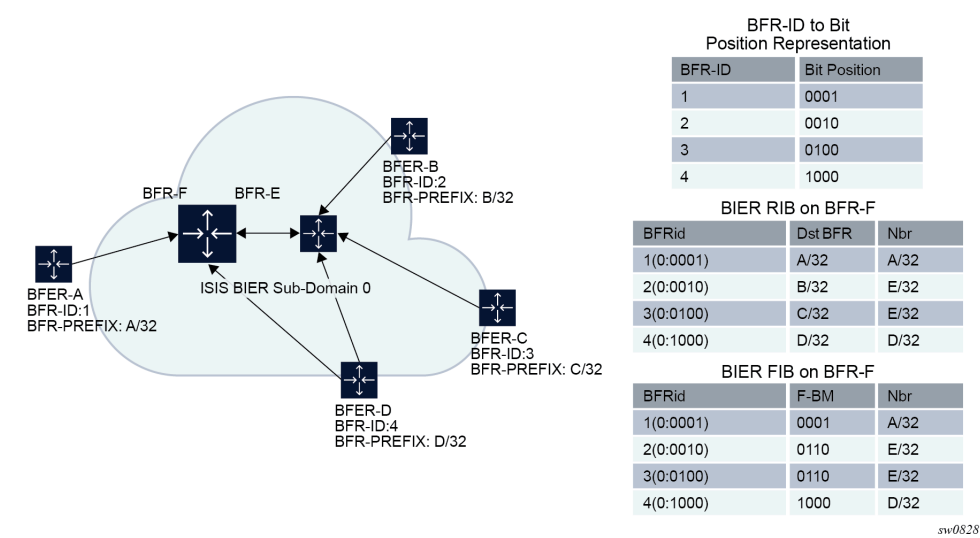 BFR-ID to Bit
Position Representation
BFR-ID Bit Position
1 0001
2 0010
3 0100
4 1000
BFR-F BFR-E
BFER-B
BFR-ID:2
BFR-PREFIX: B/32
ISIS BIER Sub-Domain 0
BFER-A
BFR-ID:1
BFR-PREFIX: A/32
BFER-C
BFR-ID:3
BFR-PREFIX: C/32
BFER-D
BFR-ID:4
BFR-PREFIX: D/32
BIER RIB on BFR-F
BFRid Dst BFR Nbr
1(0:0001) A/32 A/32
2(0:0010) B/32 E/32
3(0:0100) C/32 E/32
4(0:1000) D/32 D/32
BIER FIB on BFR-F
BFRid F-BM Nbr
1(0:0001) 0001 A/32
2(0:0010) 0110 E/32
3(0:0100) 0110 E/32
4(0:1000) 1000 D/32
sw0828